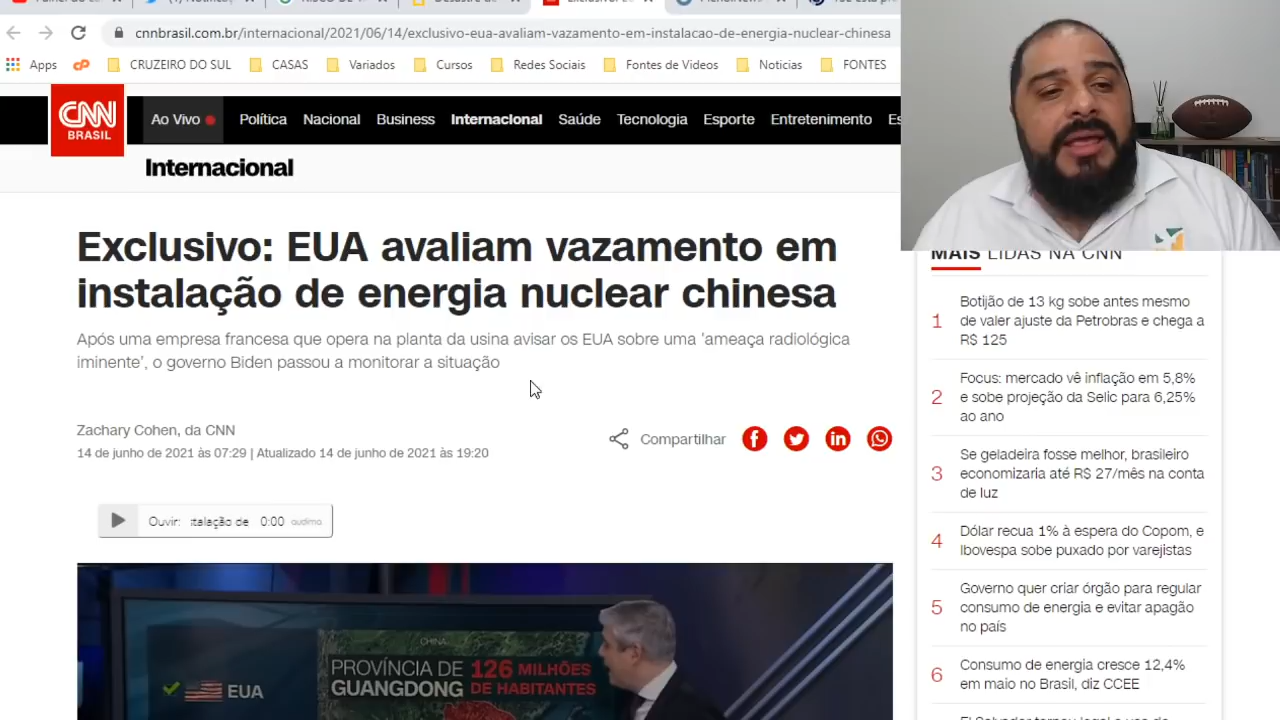 cnnbrasil.com.br/internacional/2021/06/14/exclusivo-eua-avaliam-vazamento-em-instalacao-de-energia-nuclear-chinesa
Apps CRUZEIRO DO SUL CASAS Variados Cursos Redes Sociais Fontes de Videos Noticias FONTES
CNN
BRASIL
Ao Vivo Política Nacional Business Internacional Saúde Tecnologia Esporte Entretenimento
Internacional
Exclusivo: EUA avaliam vazamento em
instalação de energia nuclear chinesa
Após uma empresa francesa que opera na planta da usina avisar os EUA sobre uma 'ameaça radiológica
iminente', o governo Biden passou a monitorar a situação
Zachary Cohen, da CNN
14 de junho de 2021 às 07:29 | Atualizado 14 de junho de 2021 às 19:20
Compartilhar
Ouvir: 0:00 audima.
CHINA
PROVÍNCIA DE 126 MILHÕES
GUANGDONG DE HABITANTES
EUA
MAIS LIDAS NA CNN
1 Botijão de 13 kg sobe antes mesmo
de valer ajuste da Petrobras e chega a
R$ 125
2 Focus: mercado vê inflação em 5,8%
e sobe projeção da Selic para 6,25%
ao ano
3 Se geladeira fosse melhor, brasileiro
economizaria até R$ 27/mês na conta
de luz
4 Dólar recua 1% à espera do Copom, e
Ibovespa sobe puxado por varejistas
5 Governo quer criar órgão para regular
consumo de energia e evitar apagão
no país
6 Consumo de energia cresce 12,4%
em maio no Brasil, diz CCEE